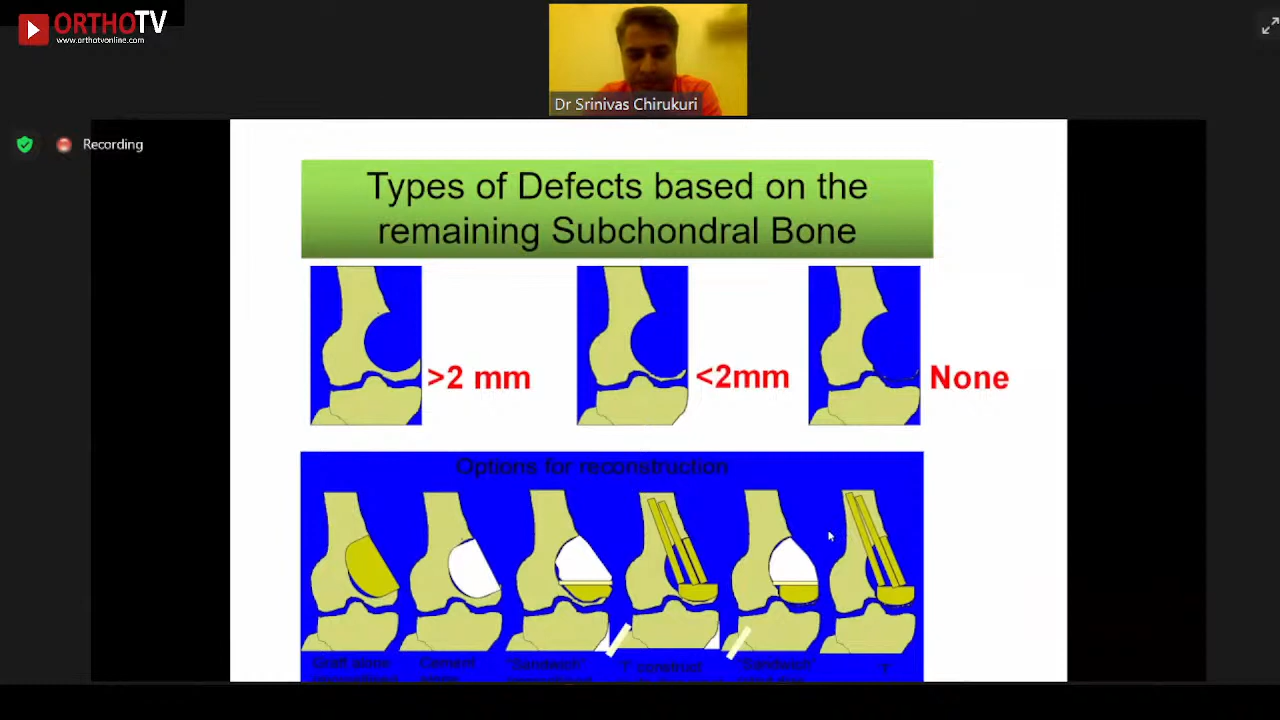 ORTHOTV
www.orthotvonline.com
Dr Srinivas Chirukuri
Recording
Types of Defects based on the
remaining Subchondral Bone
>2 mm
<2mm
None
Options for reconstruction
Graft alone
Cement
"Sandwich"
"I" construct
"Sandwich"